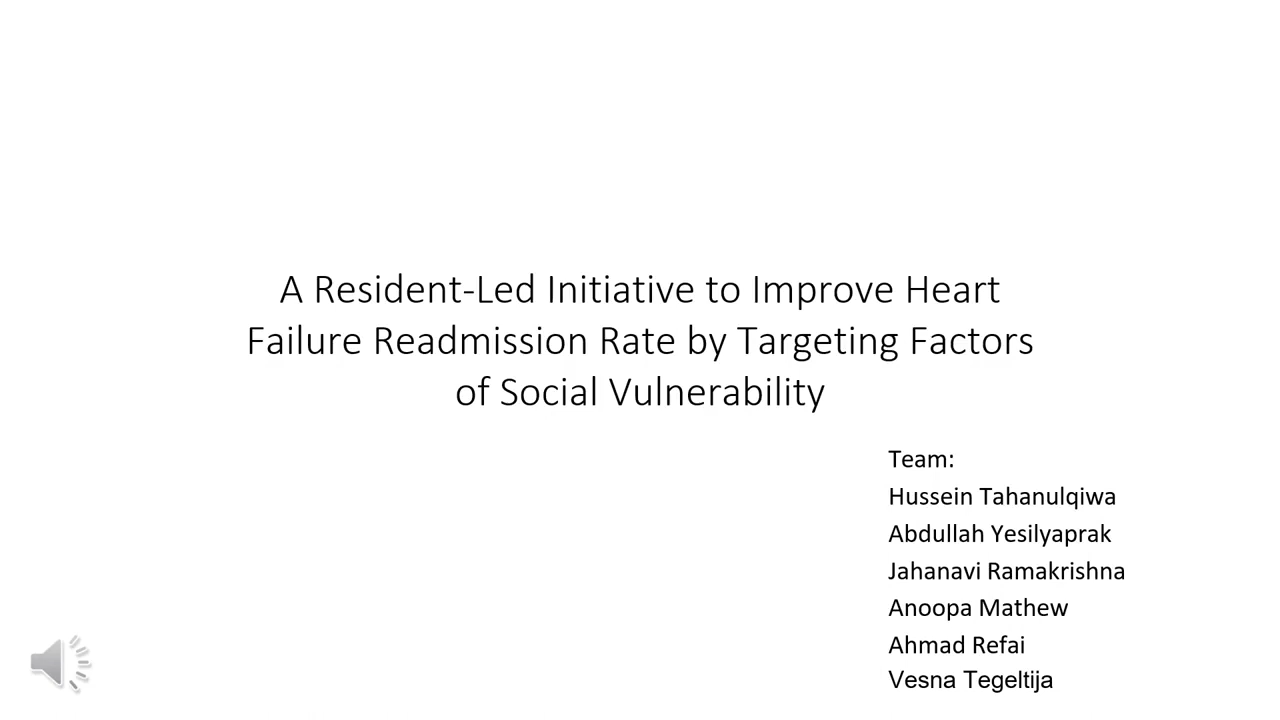 A Resident-Led Initiative to Improve Heart
Failure Readmission Rate by Targeting Factors
of Social Vulnerability
Team:
Hussein Tahanulqiwa
Abdullah Yesilyaprak
Jahanavi Ramakrishna
Anoopa Mathew
Ahmad Refai
Vesna Tegeltija